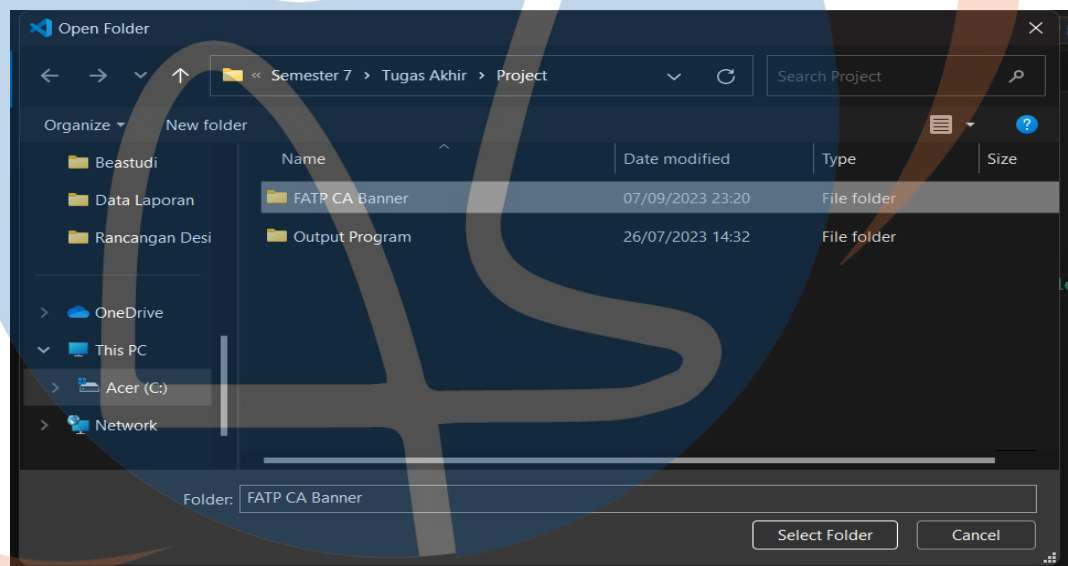 Open Folder
« Semester 7 > Tugas Akhir > Project
Search Project
Organize
New folder
Name
Date modified
Type
Size
Beastudi
Data Laporan
Rancangan Desi
FATP CA Banner 07/09/2023 23:20 File folder
Output Program 26/07/2023 14:32 File folder
OneDrive
This PC
Acer (C:)
Network
Folder: FATP CA Banner
Select Folder
Cancel